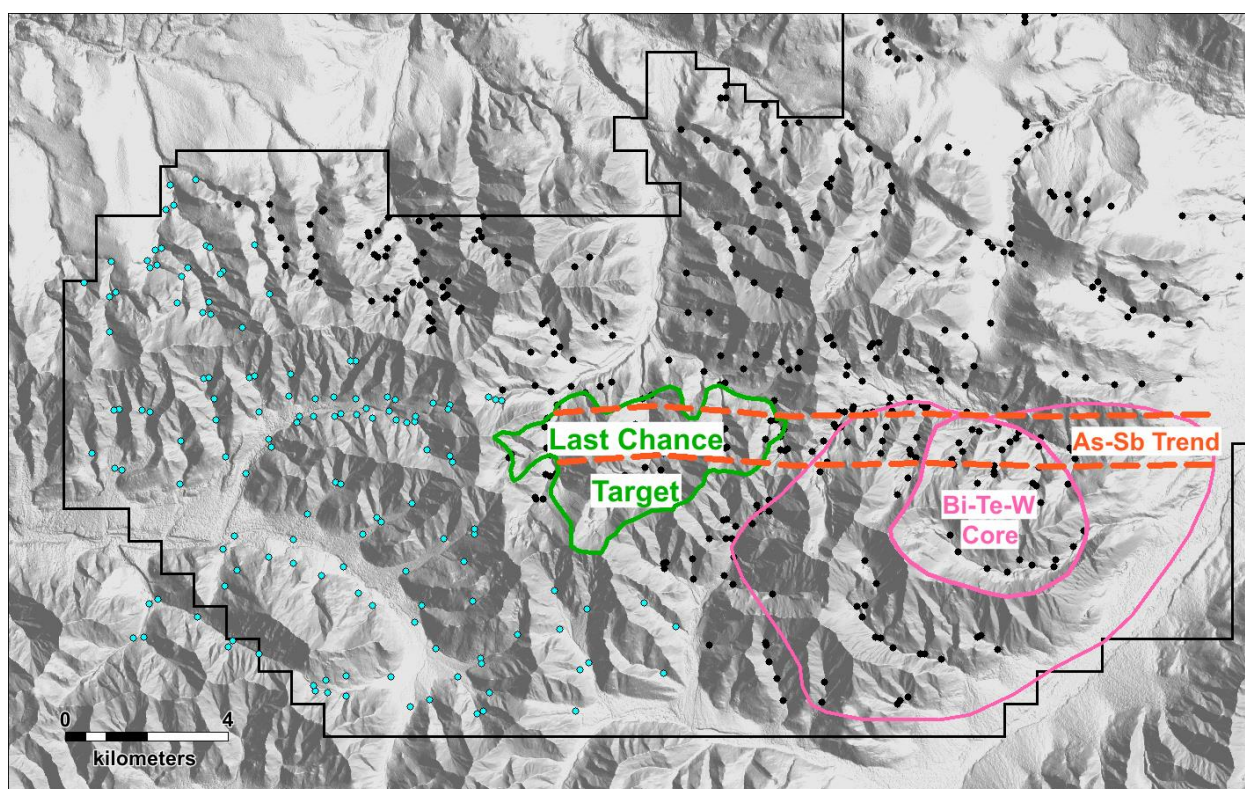 Last Chance
Target
As-Sb Trend
Bi-Te-W
Core
0 4
kilometers